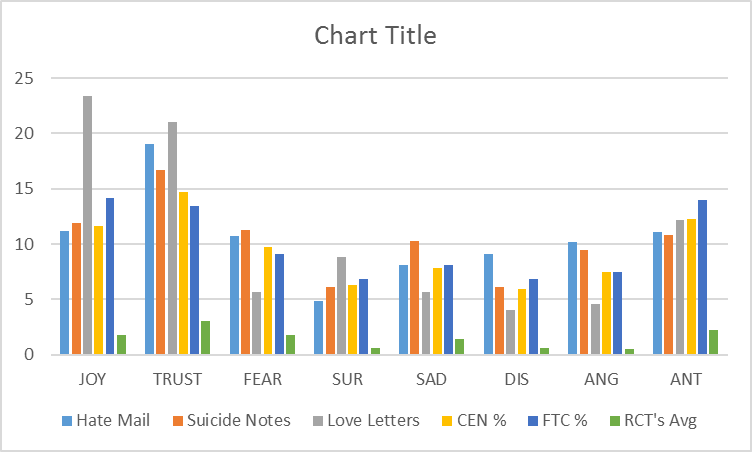 Chart Title
25
20
15
10
5
0
JOY TRUST FEAR SUR SAD DIS ANG ANT
Hate Mail Suicide Notes Love Letters CEN % FTC % RCT's Avg